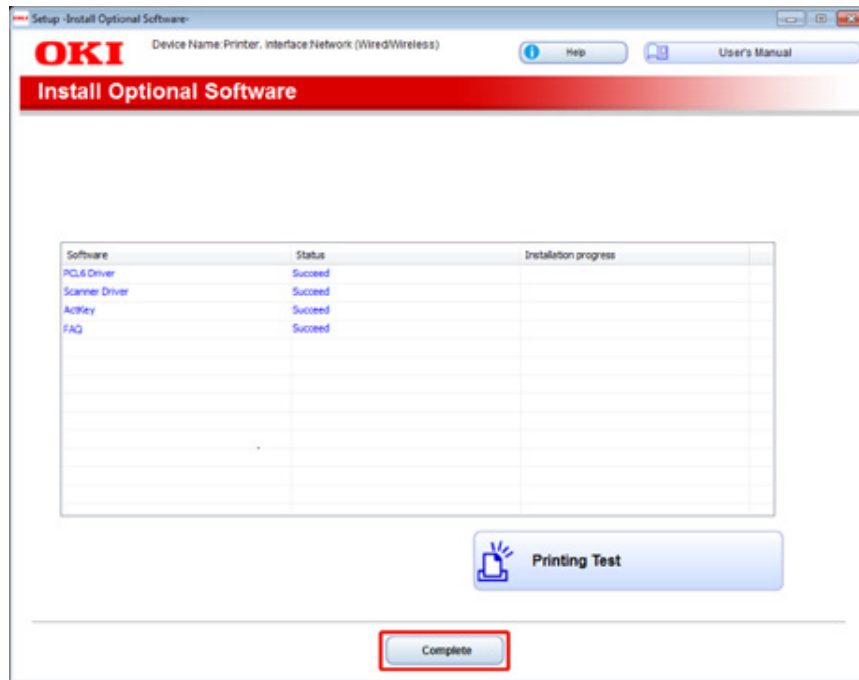 OKI Setup -Install Optional Software-
OKI
Device Name:Printer, Interface:Network (Wired/Wireless)
Help
User's Manual
Install Optional Software
Software Status Installation progress
PCL6 Driver Succeed
Scanner Driver Succeed
ActKey Succeed
FAQ Succeed
Printing Test
Complete